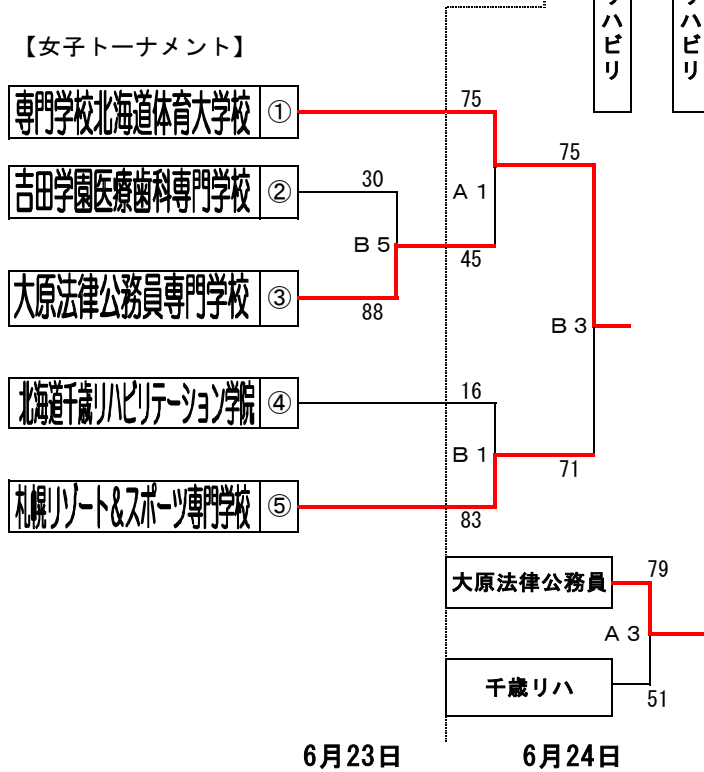 ハビリ
ハビリ
【女子トーナメント】
専門学校北海道体育大学校 ①
75
75
吉田学園医療歯科専門学校 ②
30
A 1
B 5
45
大原法律公務員専門学校 ③
88
B 3
北海道千歳リハビリテーション学院 ④
16
B 1
71
札幌リゾート&スポーツ専門学校 ⑤
83
大原法律公務員
79
A 3
千歳リハ
51
6月23日
6月24日